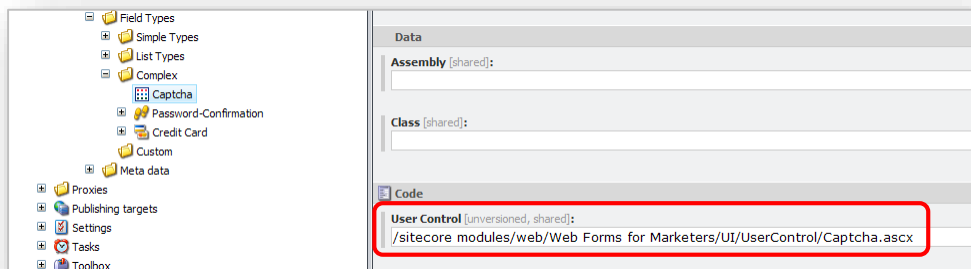 Field Types
Simple Types
List Types
Complex
Captcha
Password-Confirmation
Credit Card
Custom
Meta data
Proxies
Publishing targets
Settings
Tasks
Toolbox
Data
Assembly [shared]:
Class [shared]:
Code
User Control [unversioned, shared]:
/sitecore modules/web/Web Forms for Marketers/UI/UserControl/Captcha.ascx